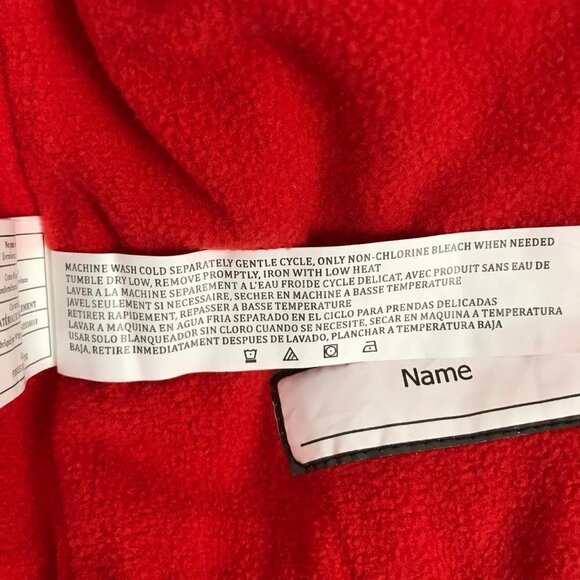 MACHINE WASH COLD SEPARATELY GENTLE CYCLE, ONLY NON-CHLORINE BLEACH WHEN NEEDED
TUMBLE DRY LOW, REMOVE PROMPTLY, IRON WITH LOW HEAT
LAVER A LA MACHINE SEPAREMENT A L'EAU FROIDE CYCLE DELICAT, AVEC PRODUIT SANS EAU DE
JAVEL SEULEMENT SI NECESSAIRE, SECHER EN MACHINE A BASSE TEMPERATURE
RETIRER RAPIDEMENT, REPASSER A BASSE TEMPERATURE
LAVAR A MAQUINA EN AGUA FRIA SEPARADO EN EL CICLO PARA PRENDAS DELICADAS
USAR SOLO BLANQUEADOR SIN CLORO CUANDO SE NECESITE, SECAR EN MAQUINA A TEMPERATURA
BAJA, RETIRE INMEDIATAMENT DESPUES DE LAVADO, PLANCHAR A TEMPERATURA BAJA
Name